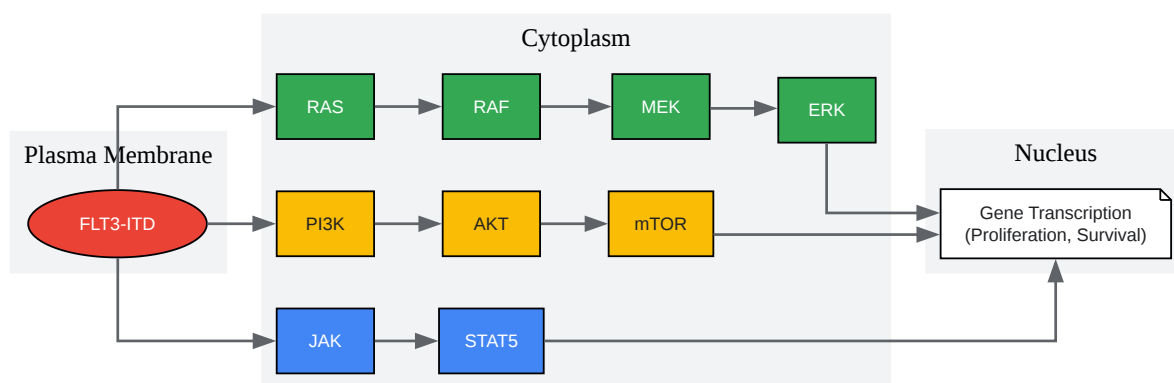 Cytoplasm
RAS
RAF
MEK
ERK
Plasma Membrane
Nucleus
FLT3-ITD
PI3K
AKT
mTOR
Gene Transcription
(Proliferation, Survival)
JAK
STAT5